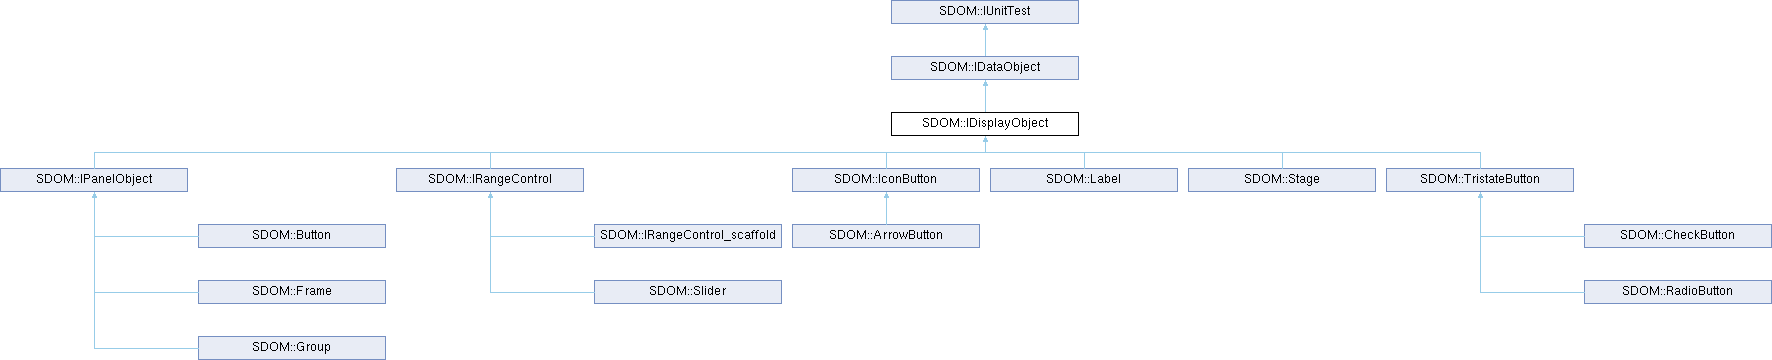 SDOM::IUnitTest
SDOM::IDataObject
SDOM::IDisplayObject
SDOM::IPanelObject
SDOM::IRangeControl
SDOM::IconButton
SDOM::Label
SDOM::Stage
SDOM::TristateButton
SDOM::Button
SDOM::IRangeControl_scaffold
SDOM::ArrowButton
SDOM::CheckButton
SDOM::Frame
SDOM::Slider
SDOM::RadioButton
SDOM::Group